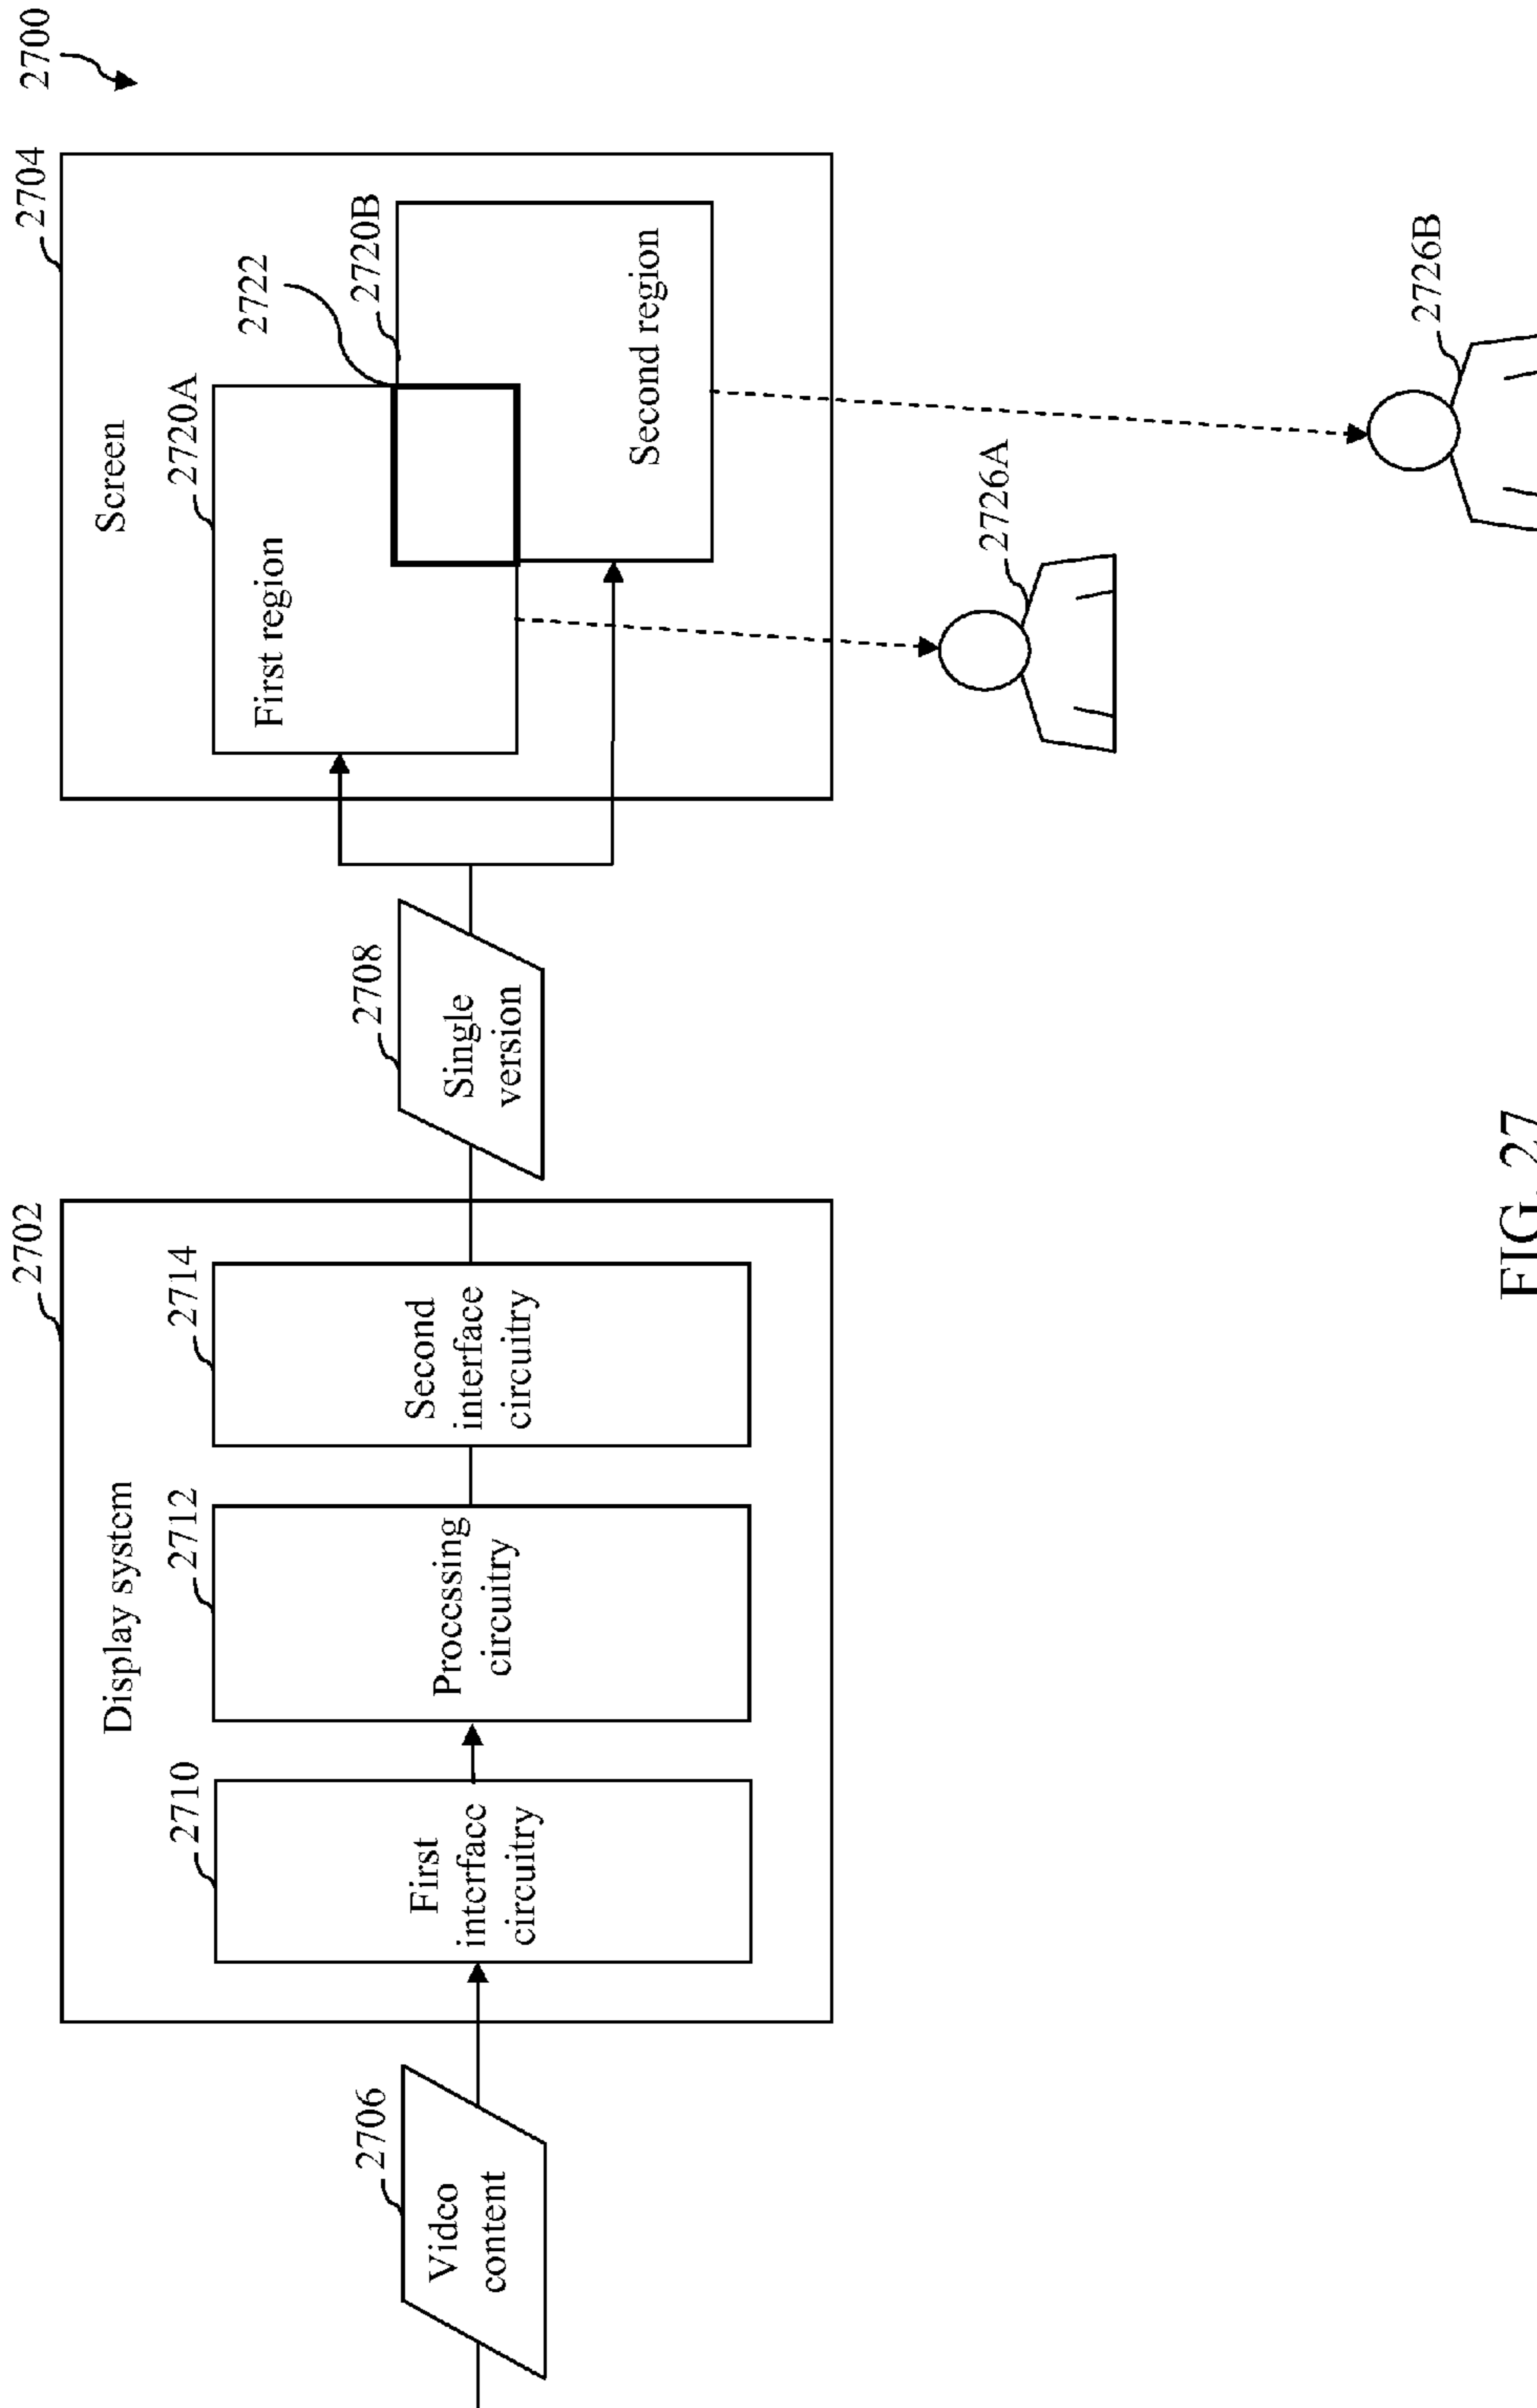 2700
2702
2704
Display system
Screen
2710
2712
2714
2720A
2722
2706
2708
2720B
First region
Video
content
First
interface
circuitry
Processing
circuitry
Second
interface
circuitry
Single
version
Second region
2726A
2726B
FIG. 27